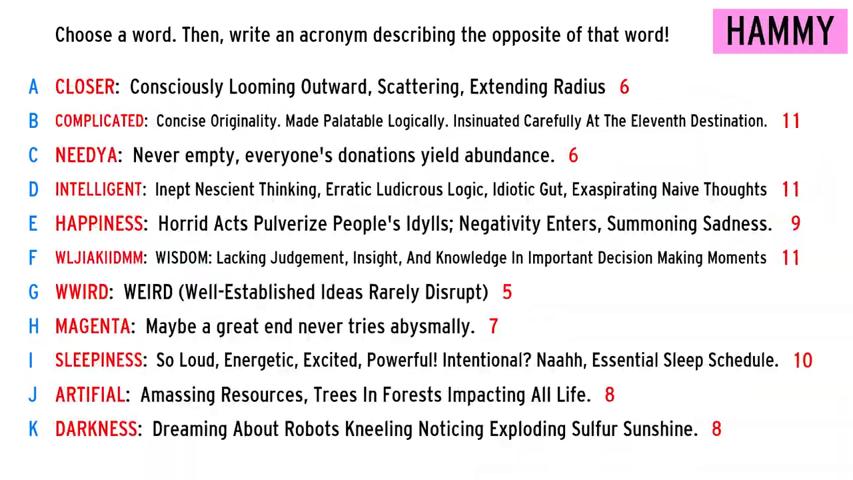 Choose a word. Then, write an acronym describing the opposite of that word!
HAMMY
A CLOSER: Consciously Looming Outward, Scattering, Extending Radius 6
B COMPLICATED: Concise Originality. Made Palatable Logically. Insinuated Carefully At The Eleventh Destination. 11
C NEEDYA: Never empty, everyone's donations yield abundance. 6
D INTELLIGENT: Inept Nescient Thinking, Erratic Ludicrous Logic, Idiotic Gut, Exaspirating Naive Thoughts 11
E HAPPINESS: Horrid Acts Pulverize People's Idylls; Negativity Enters, Summoning Sadness. 9
F WLJIAKIIDMM: WISDOM: Lacking Judgement, Insight, And Knowledge In Important Decision Making Moments 11
G WWIRD: WEIRD (Well-Established Ideas Rarely Disrupt) 5
H MAGENTA: Maybe a great end never tries abysmally. 7
I SLEEPINESS: So Loud, Energetic, Excited, Powerful! Intentional? Naahh, Essential Sleep Schedule. 10
J ARTIFIAL: Amassing Resources, Trees In Forests Impacting All Life. 8
K DARKNESS: Dreaming About Robots Kneeling Noticing Exploding Sulfur Sunshine. 8